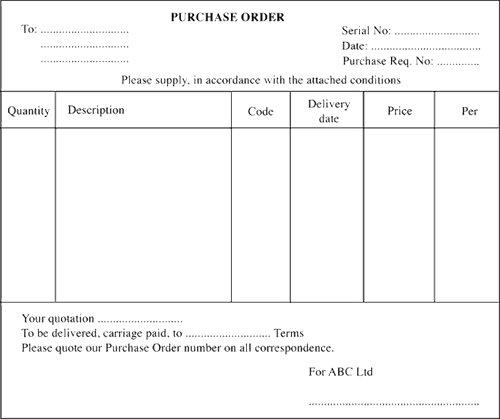 PURCHASE ORDER
To: ..............................
..............................
..............................
Serial No: ............................
Date: .....................................
Purchase Req. No: ..............
Please supply, in accordance with the attached conditions
Quantity Description Code Delivery date Price Per
Your quotation .............................
To be delivered, carriage paid, to ............................ Terms
Please quote our Purchase Order number on all correspondence.
For ABC Ltd
.......................................